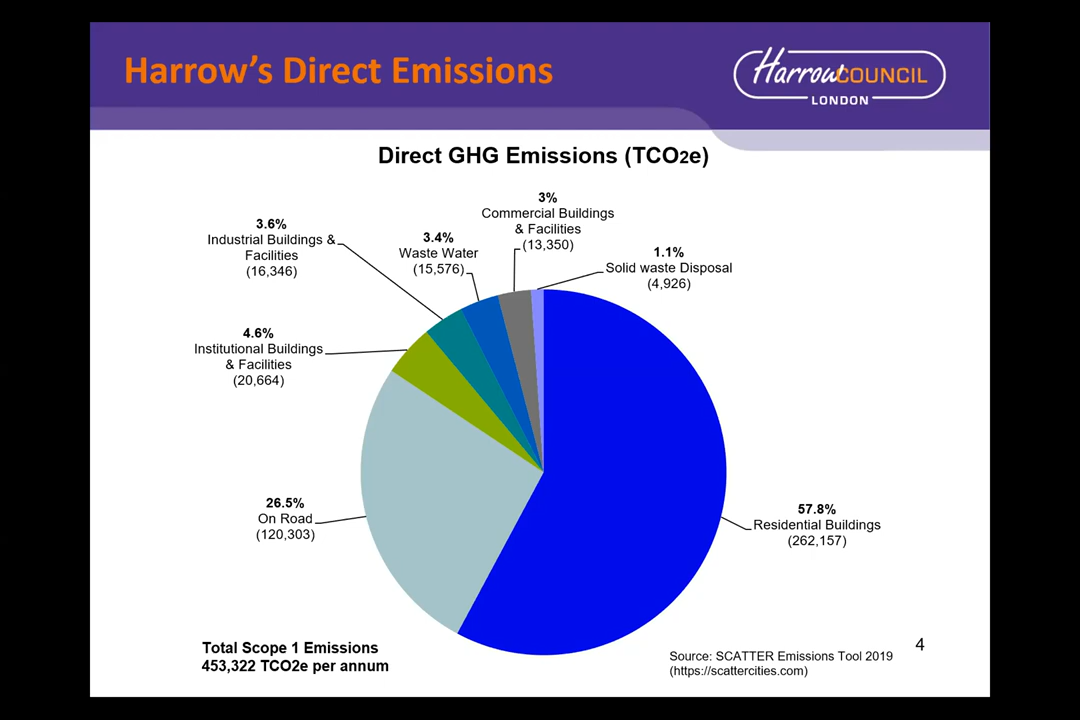 Harrow's Direct Emissions
Harrow COUNCIL
LONDON
Direct GHG Emissions (TCO2e)
3%
Commercial Buildings
& Facilities
(13,350)
3.6%
Industrial Buildings &
Facilities
(16,346)
3.4%
Waste Water
(15,576)
1.1%
Solid waste Disposal
(4,926)
4.6%
Institutional Buildings
& Facilities
(20,664)
26.5%
On Road
(120,303)
57.8%
Residential Buildings
(262,157)
Total Scope 1 Emissions
453,322 TCO2e per annum
4
Source: SCATTER Emissions Tool 2019
(https://scattercities.com)